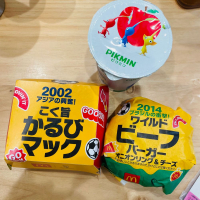 PIKMIN
2002
アジアの興奮!
こく旨
かるび
マック
GO
2014
ブラジルの衝撃!
ワイルド
ビーフ
バーガー
オニオンリング&チーズ